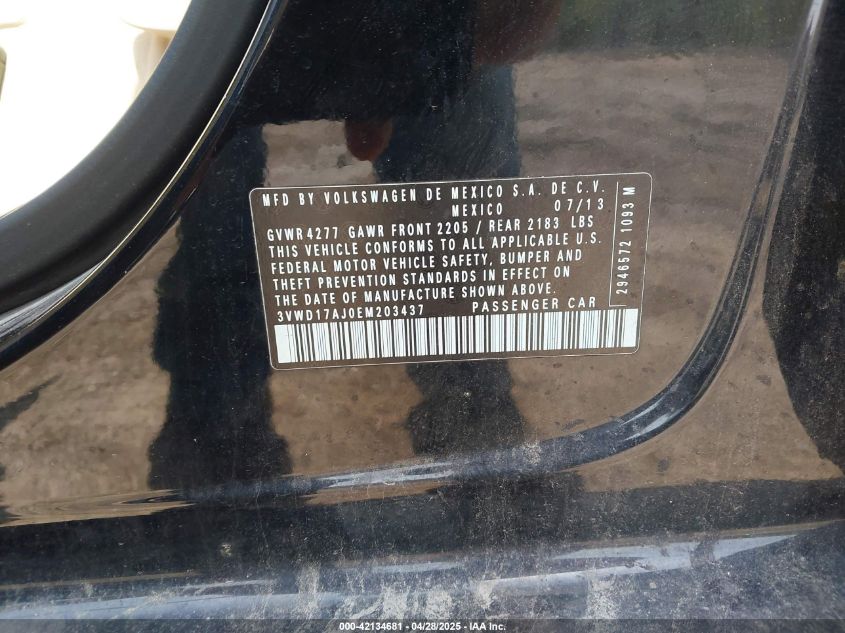 MFD BY VOLKSWAGEN DE MEXICO S.A. DE C.V.
MEXICO 07/13
GVWR 4277 GAWR FRONT 2205 / REAR 2183 LBS
THIS VEHICLE CONFORMS TO ALL APPLICABLE U.S.
FEDERAL MOTOR VEHICLE SAFETY, BUMPER AND
THEFT PREVENTION STANDARDS IN EFFECT ON
THE DATE OF MANUFACTURE SHOWN ABOVE.
3VWD17AJ0EM203437 PASSENGER CAR
2946572 1093 M
000-42134681 / 04/28/2025 - IAA Inc.